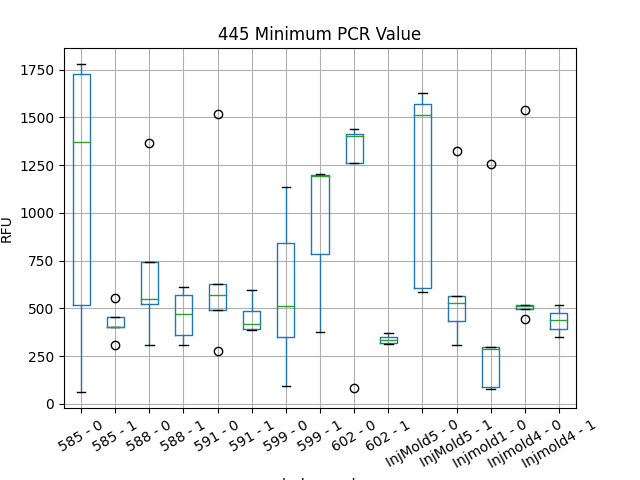 445 Minimum PCR Value
RFU
1750
1500
1250
1000
750
500
250
0
585 - 0
585 - 1
588 - 0
588 - 1
591 - 0
591 - 1
599 - 0
599 - 1
602 - 0
602 - 1
InjMold5 - 0
InjMold5 - 1
Injmold1 - 0
Injmold4 - 0
Injmold4 - 1